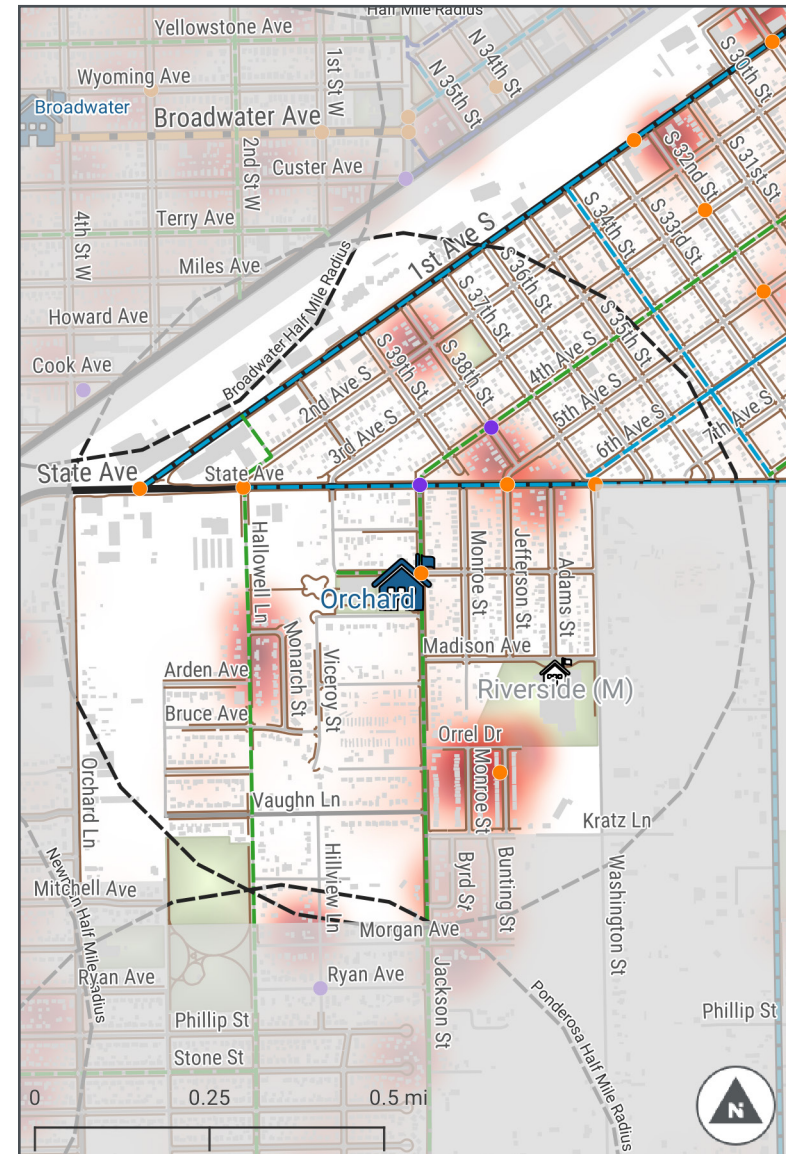 Half Mile Radius
Yellowstone Ave
Wyoming Ave
1st St W
N 34th St
N 35th St
S 30th St
Broadwater
Broadwater Ave
2nd St W
Custer Ave
S 31st St
S 32nd St
S 33rd St
S 34th St
4th St W
Terry Ave
1st Ave S
Miles Ave
Broadwater Half Mile Radius
S 36th St
S 37th St
S 35th St
Howard Ave
S 38th St
S 39th St
Cook Ave
2nd Ave S
4th Ave S
3rd Ave S
5th Ave S
6th Ave S
7th Ave S
State Ave
State Ave
Hallowell Ln
Monroe St
Jefferson St
Adams St
Orchard
Monarch St
Viceroy St
Madison Ave
Arden Ave
Riverside (M)
Bruce Ave
Orrel Dr
Monroe St
Orchard Ln
Vaughn Ln
Kratz Ln
Newman Half Mile Radius
Mitchell Ave
Hillview Ln
Byrd St
Bunting St
Washington St
Morgan Ave
Ryan Ave
Ryan Ave
Jackson St
Ponderosa Half Mile Radius
Phillip St
Phillip St
Stone St
0
0.25
0.5 mi
N